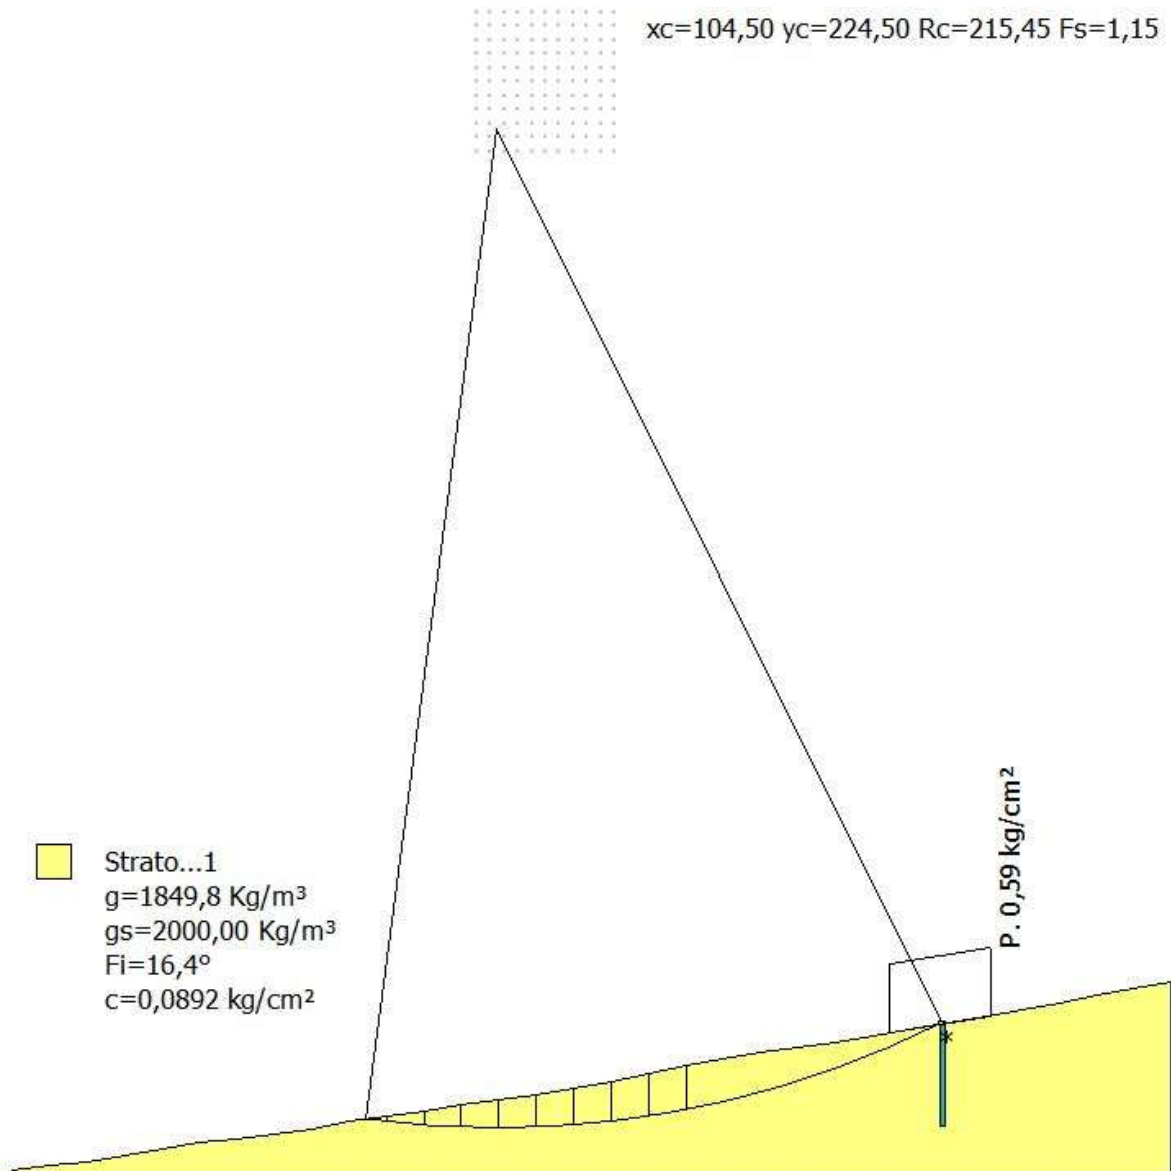 xc=104,50 yc=224,50 Rc=215,45 Fs=1,15
P. 0,59 kg/cm²
Strato...1
g=1849,8 Kg/m³
gs=2000,00 Kg/m³
Fi=16,4°
c=0,0892 kg/cm²